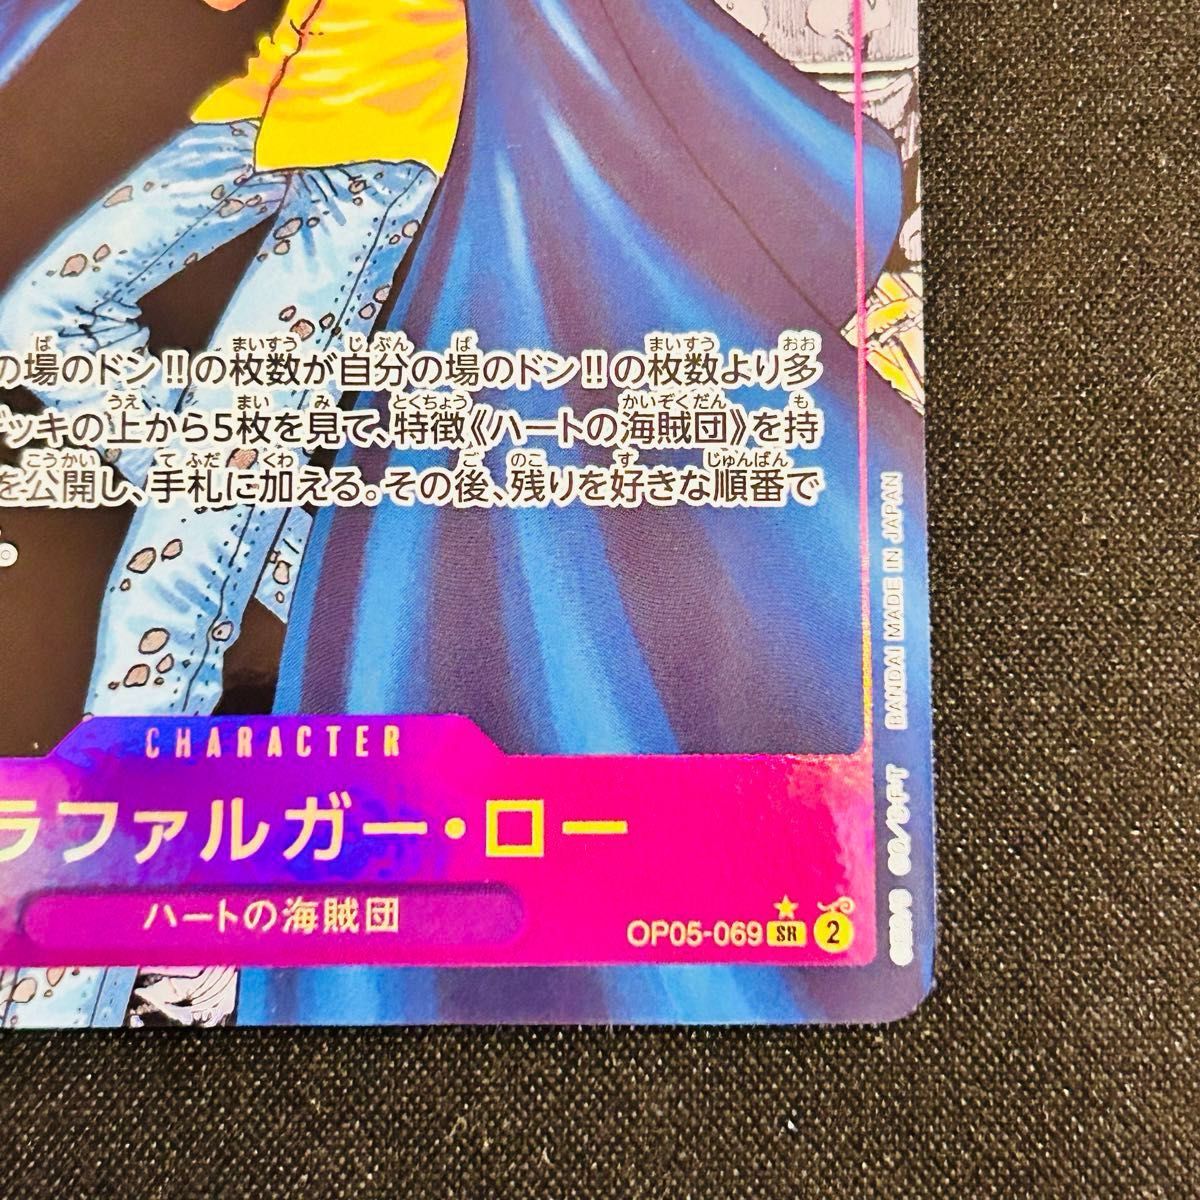 の場のドン!!の枚数が自分の場のドン!!の枚数より多
デッキの上から5枚を見て、特徴《ハートの海賊団》を持
を公開し、手札に加える。その後、残りを好きな順番で
CHARACTER
ラファルガー・ロー
ハートの海賊団
OP05-069 SR 2
BANDAI MADE IN JAPAN